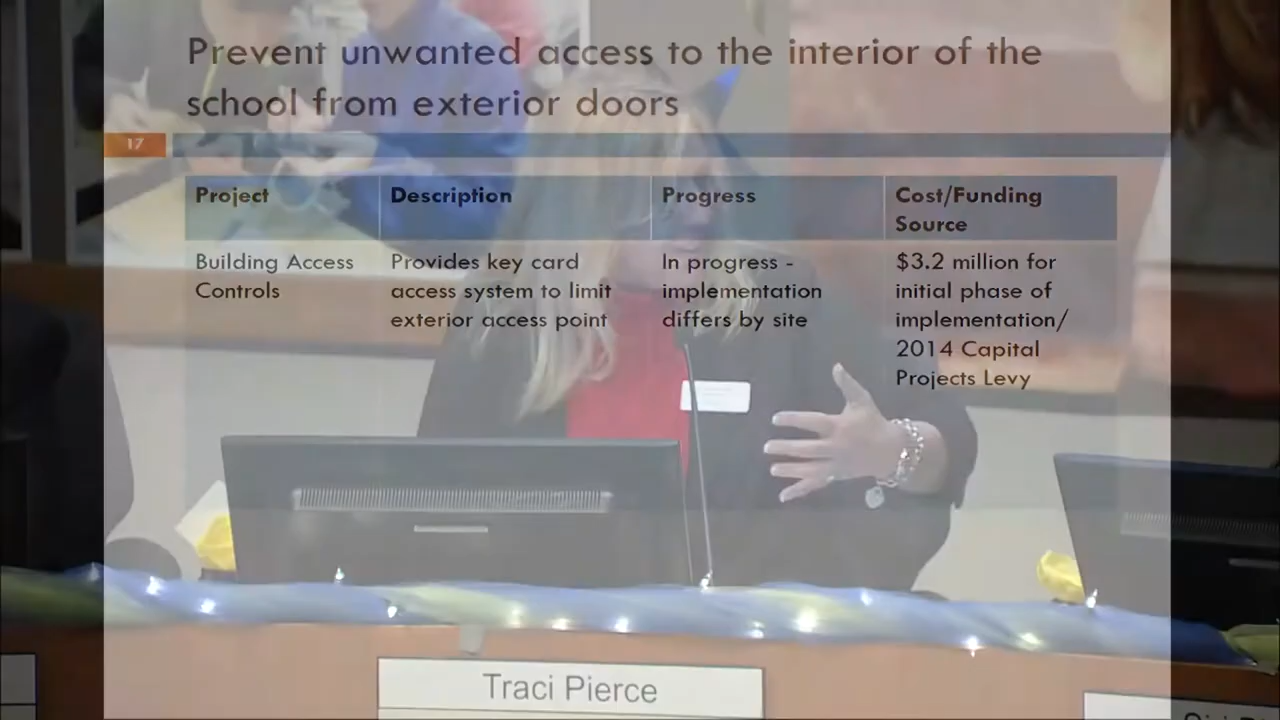 Prevent unwanted access to the interior of the
school from exterior doors
17
Project
Description
Progress
Cost/Funding
Source
Building Access
Controls
Provides key card
access system to limit
exterior access point
In progress -
implementation
differs by site
$3.2 million for
initial phase of
implementation/
2014 Capital
Projects Levy
Traci Pierce